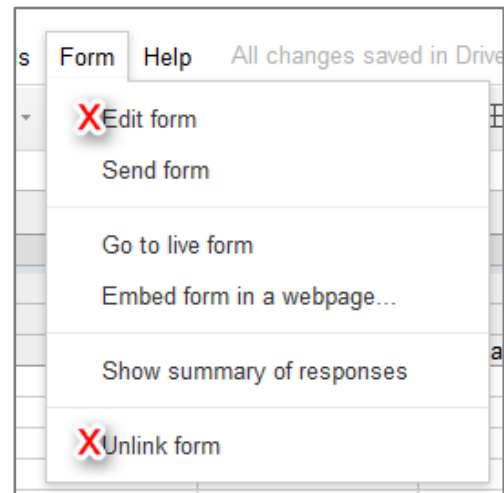 s Form Help All changes saved in Drive
X Edit form
Send form
Go to live form
Embed form in a webpage...
a
Show summary of responses
X Unlink form